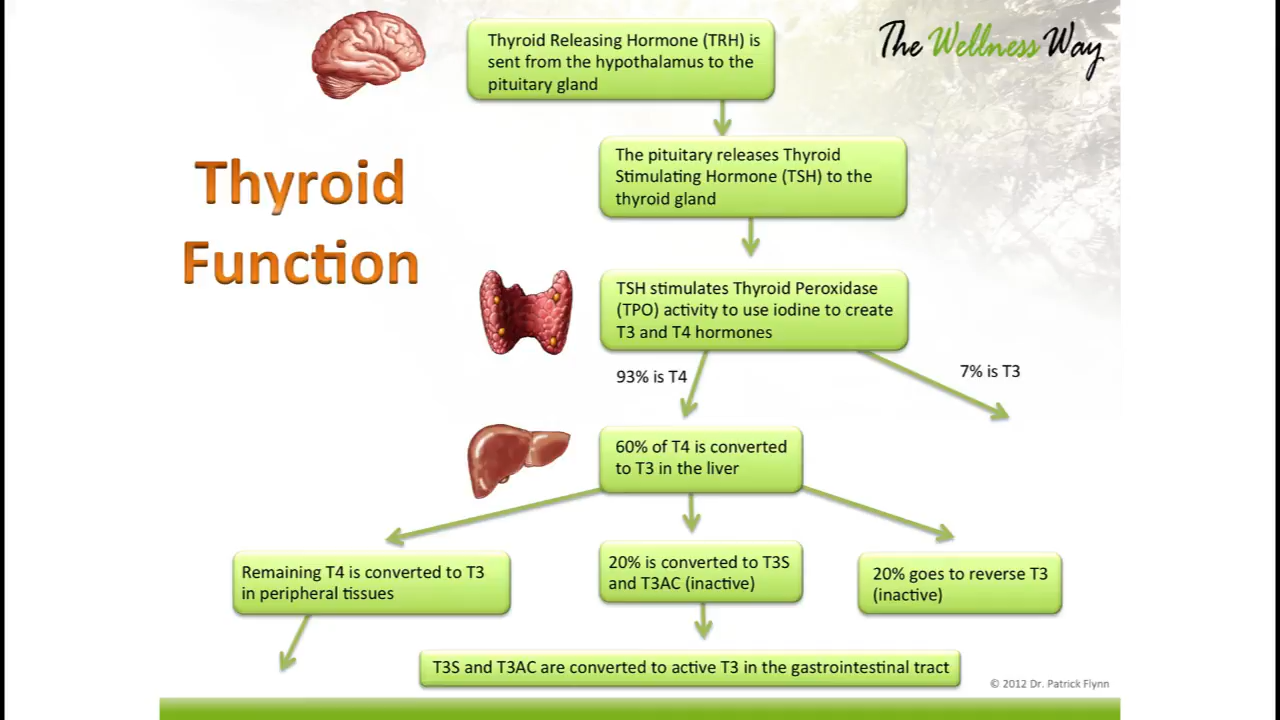 The Wellness Way
Thyroid Releasing Hormone (TRH) is
sent from the hypothalamus to the
pituitary gland
Thyroid
Function
The pituitary releases Thyroid
Stimulating Hormone (TSH) to the
thyroid gland
TSH stimulates Thyroid Peroxidase
(TPO) activity to use iodine to create
T3 and T4 hormones
93% is T4
7% is T3
60% of T4 is converted
to T3 in the liver
Remaining T4 is converted to T3
in peripheral tissues
20% is converted to T3S
and T3AC (inactive)
20% goes to reverse T3
(inactive)
T3S and T3AC are converted to active T3 in the gastrointestinal tract
© 2012 Dr. Patrick Flynn